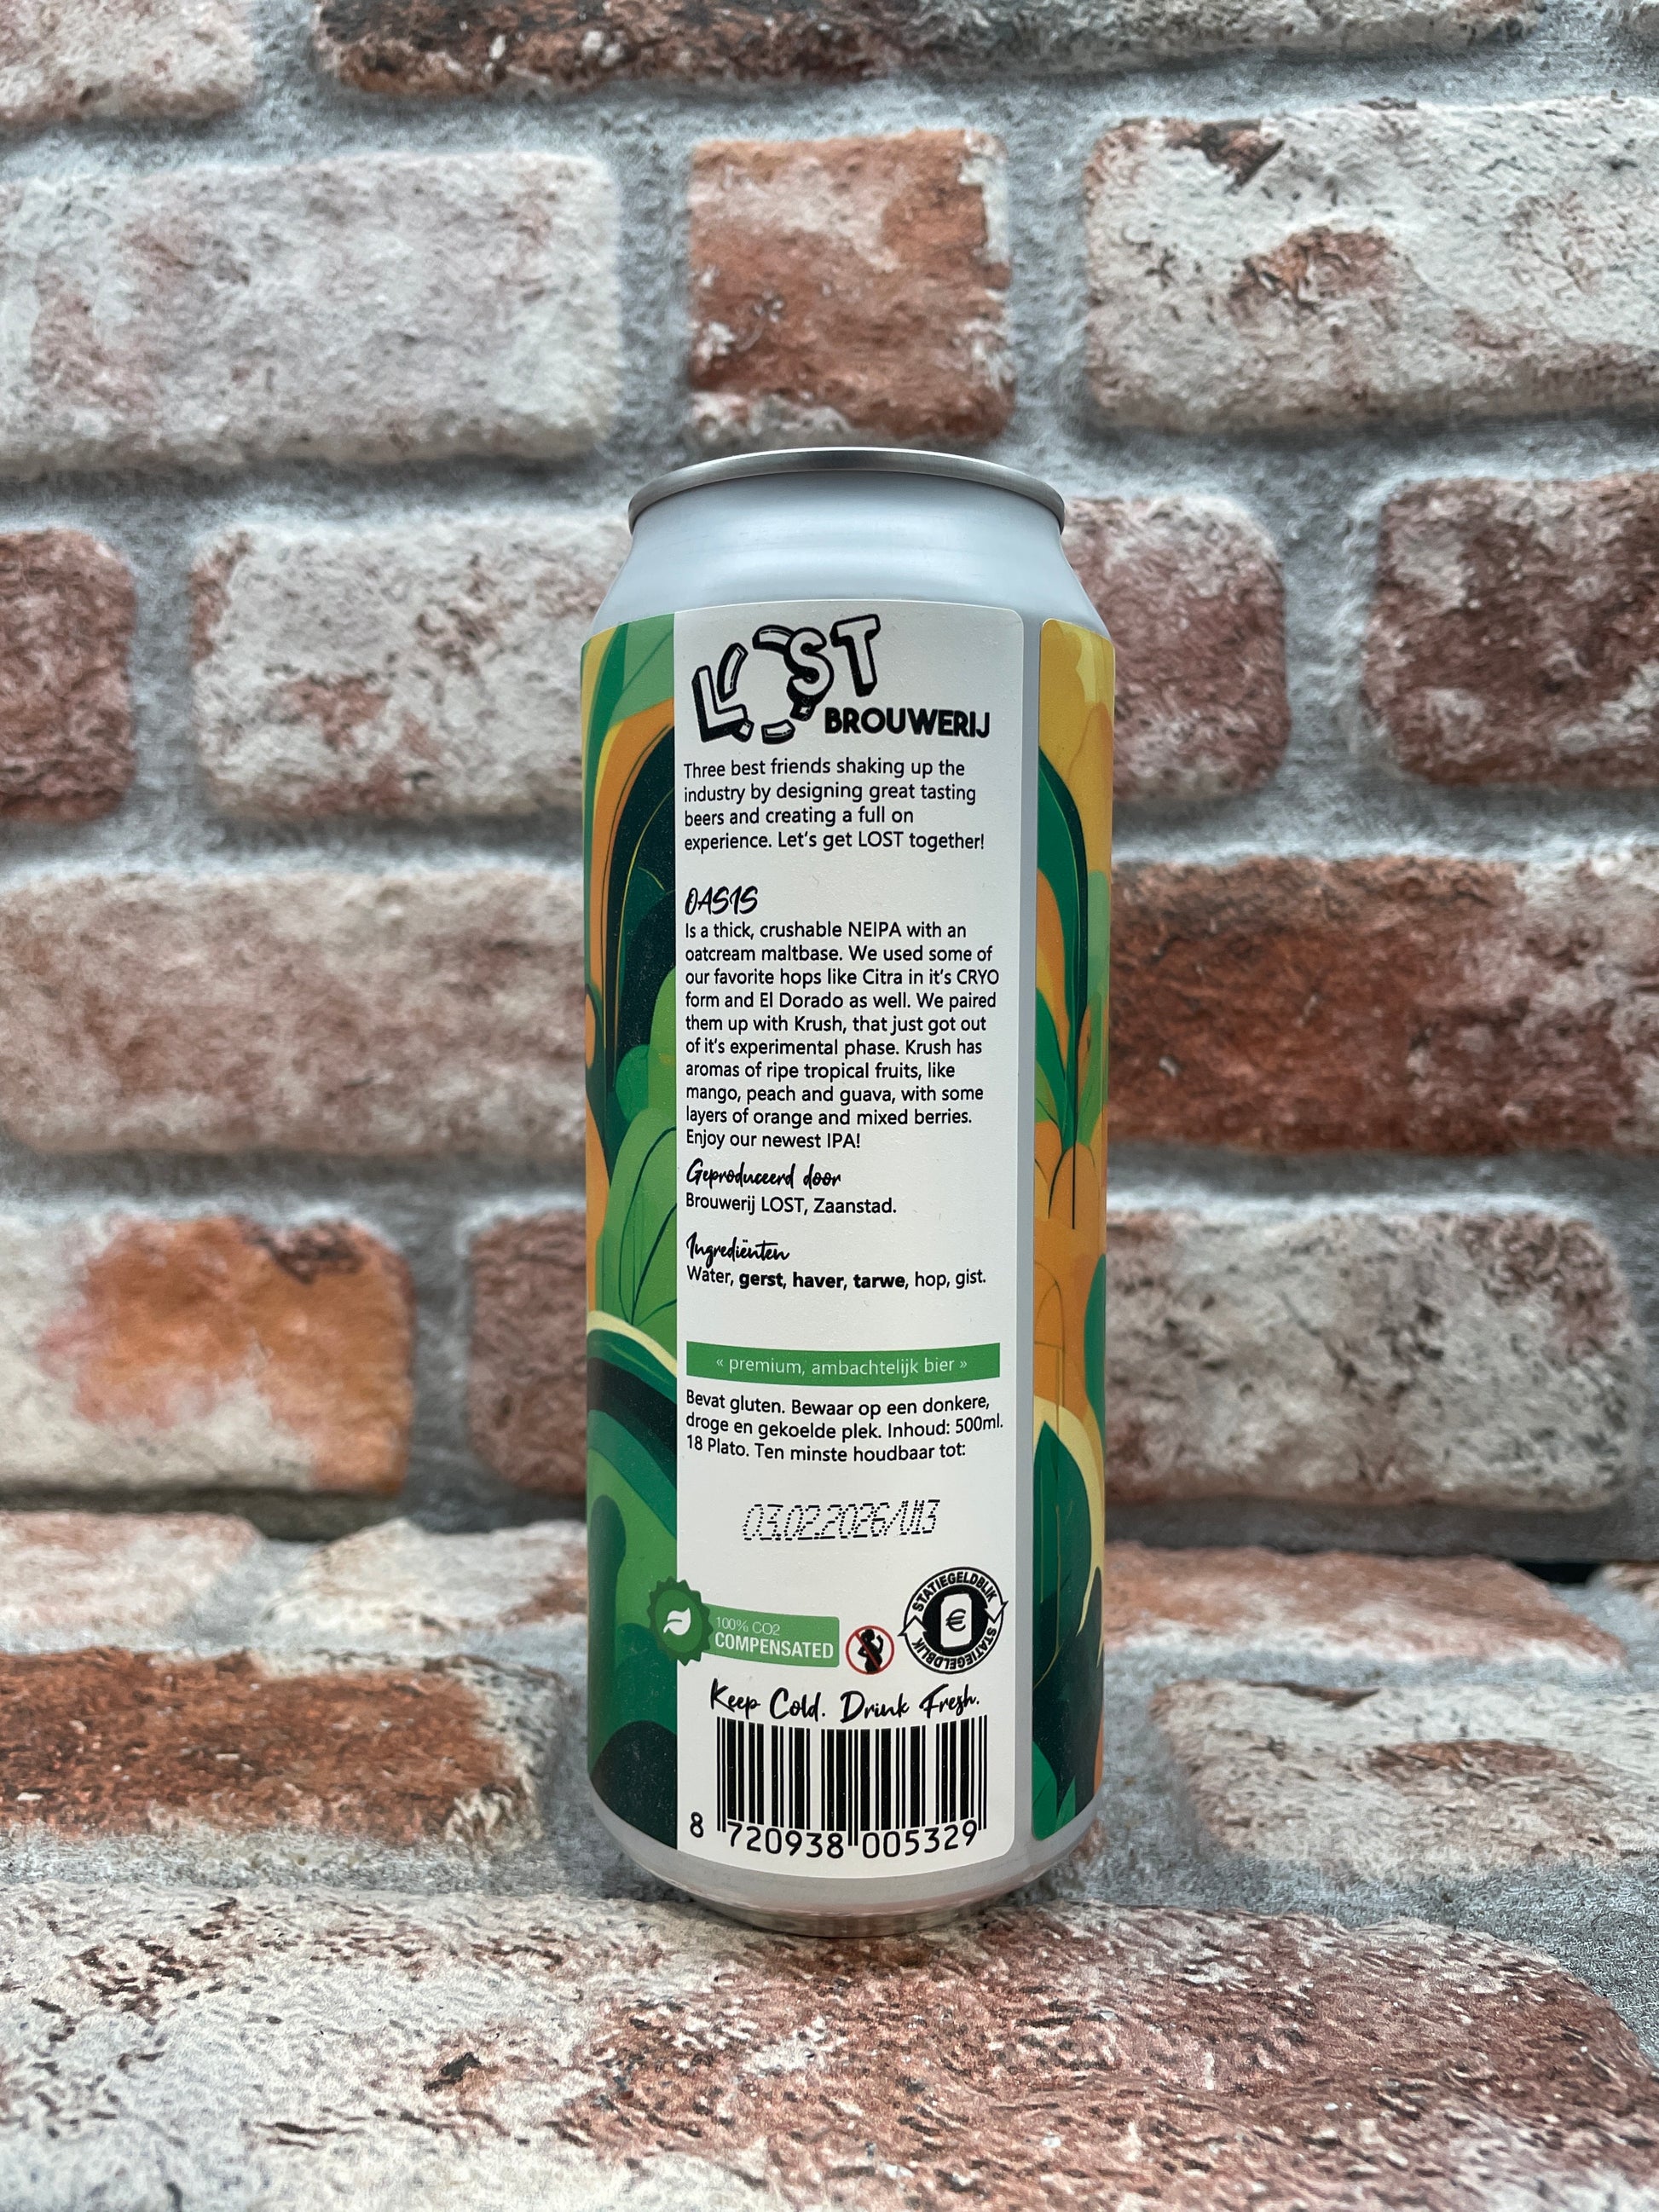 LOST
BROUWERIJ
Three best friends shaking up the
industry by designing great tasting
beers and creating a full on
experience. Let's get LOST together!
OASIS
Is a thick, crushable NEIPA with an
oatcream maltbase. We used some of
our favorite hops like Citra in it's CRYO
form and El Dorado as well. We paired
them up with Krush, that just got out
of it's experimental phase. Krush has
aromas of ripe tropical fruits, like
mango, peach and guava, with some
layers of orange and mixed berries.
Enjoy our newest IPA!
Geproduceerd door
Brouwerij LOST, Zaanstad.
Ingrediënten
Water, gerst, haver, tarwe, hop, gist.
« premium, ambachtelijk bier »
Bevat gluten. Bewaar op een donkere,
droge en gekoelde plek. Inhoud: 500ml.
18 Plato. Ten minste houdbaar tot:
03.02.2026/U13
100% CO2
COMPENSATED
STATIEGELDBLIK
€
STATIEGELDBLIK
Keep Cold. Drink Fresh.
8 720938 005329